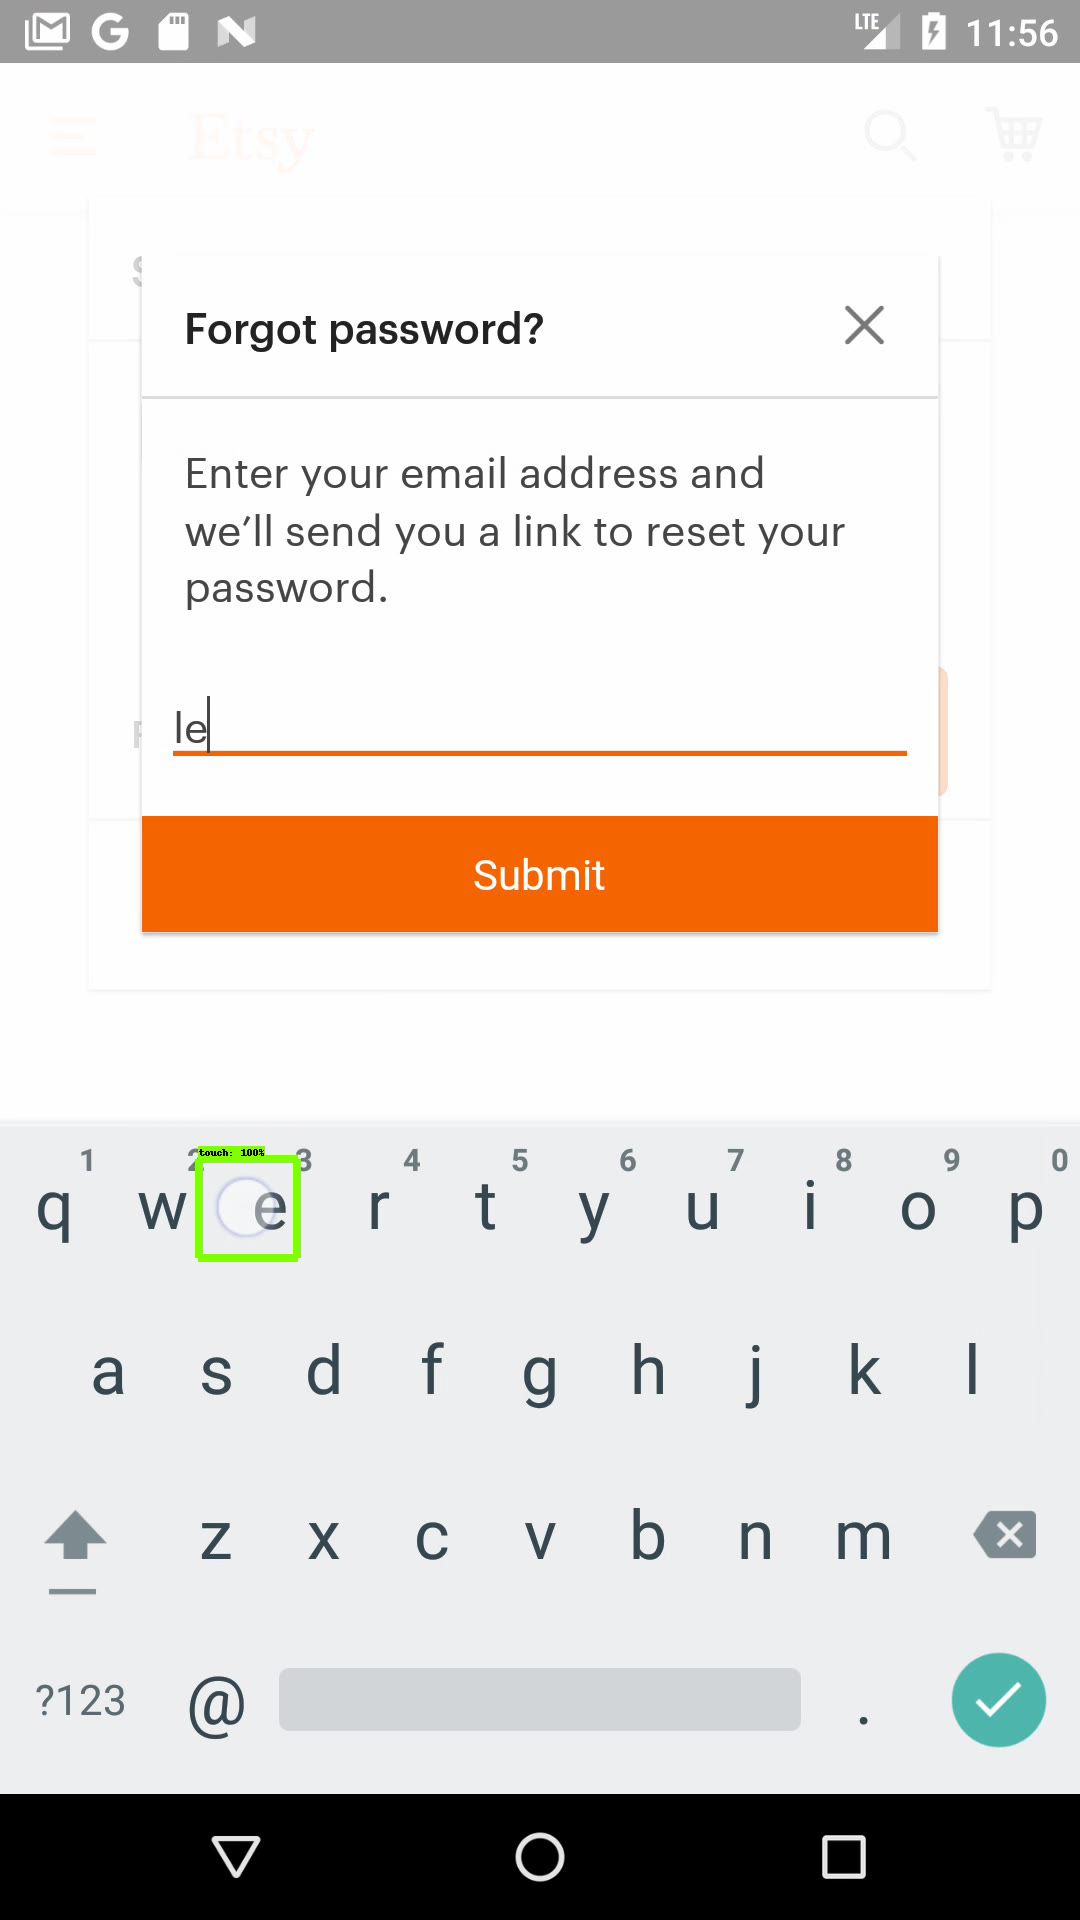 LTE 11:56
Etsy
Forgot password?
Enter your email address and
we’ll send you a link to reset your
password.
le
Submit
touch: 100%
1 2 3 4 5 6 7 8 9 0
q w e r t y u i o p
a s d f g h j k l
z x c v b n m
?123 @ .